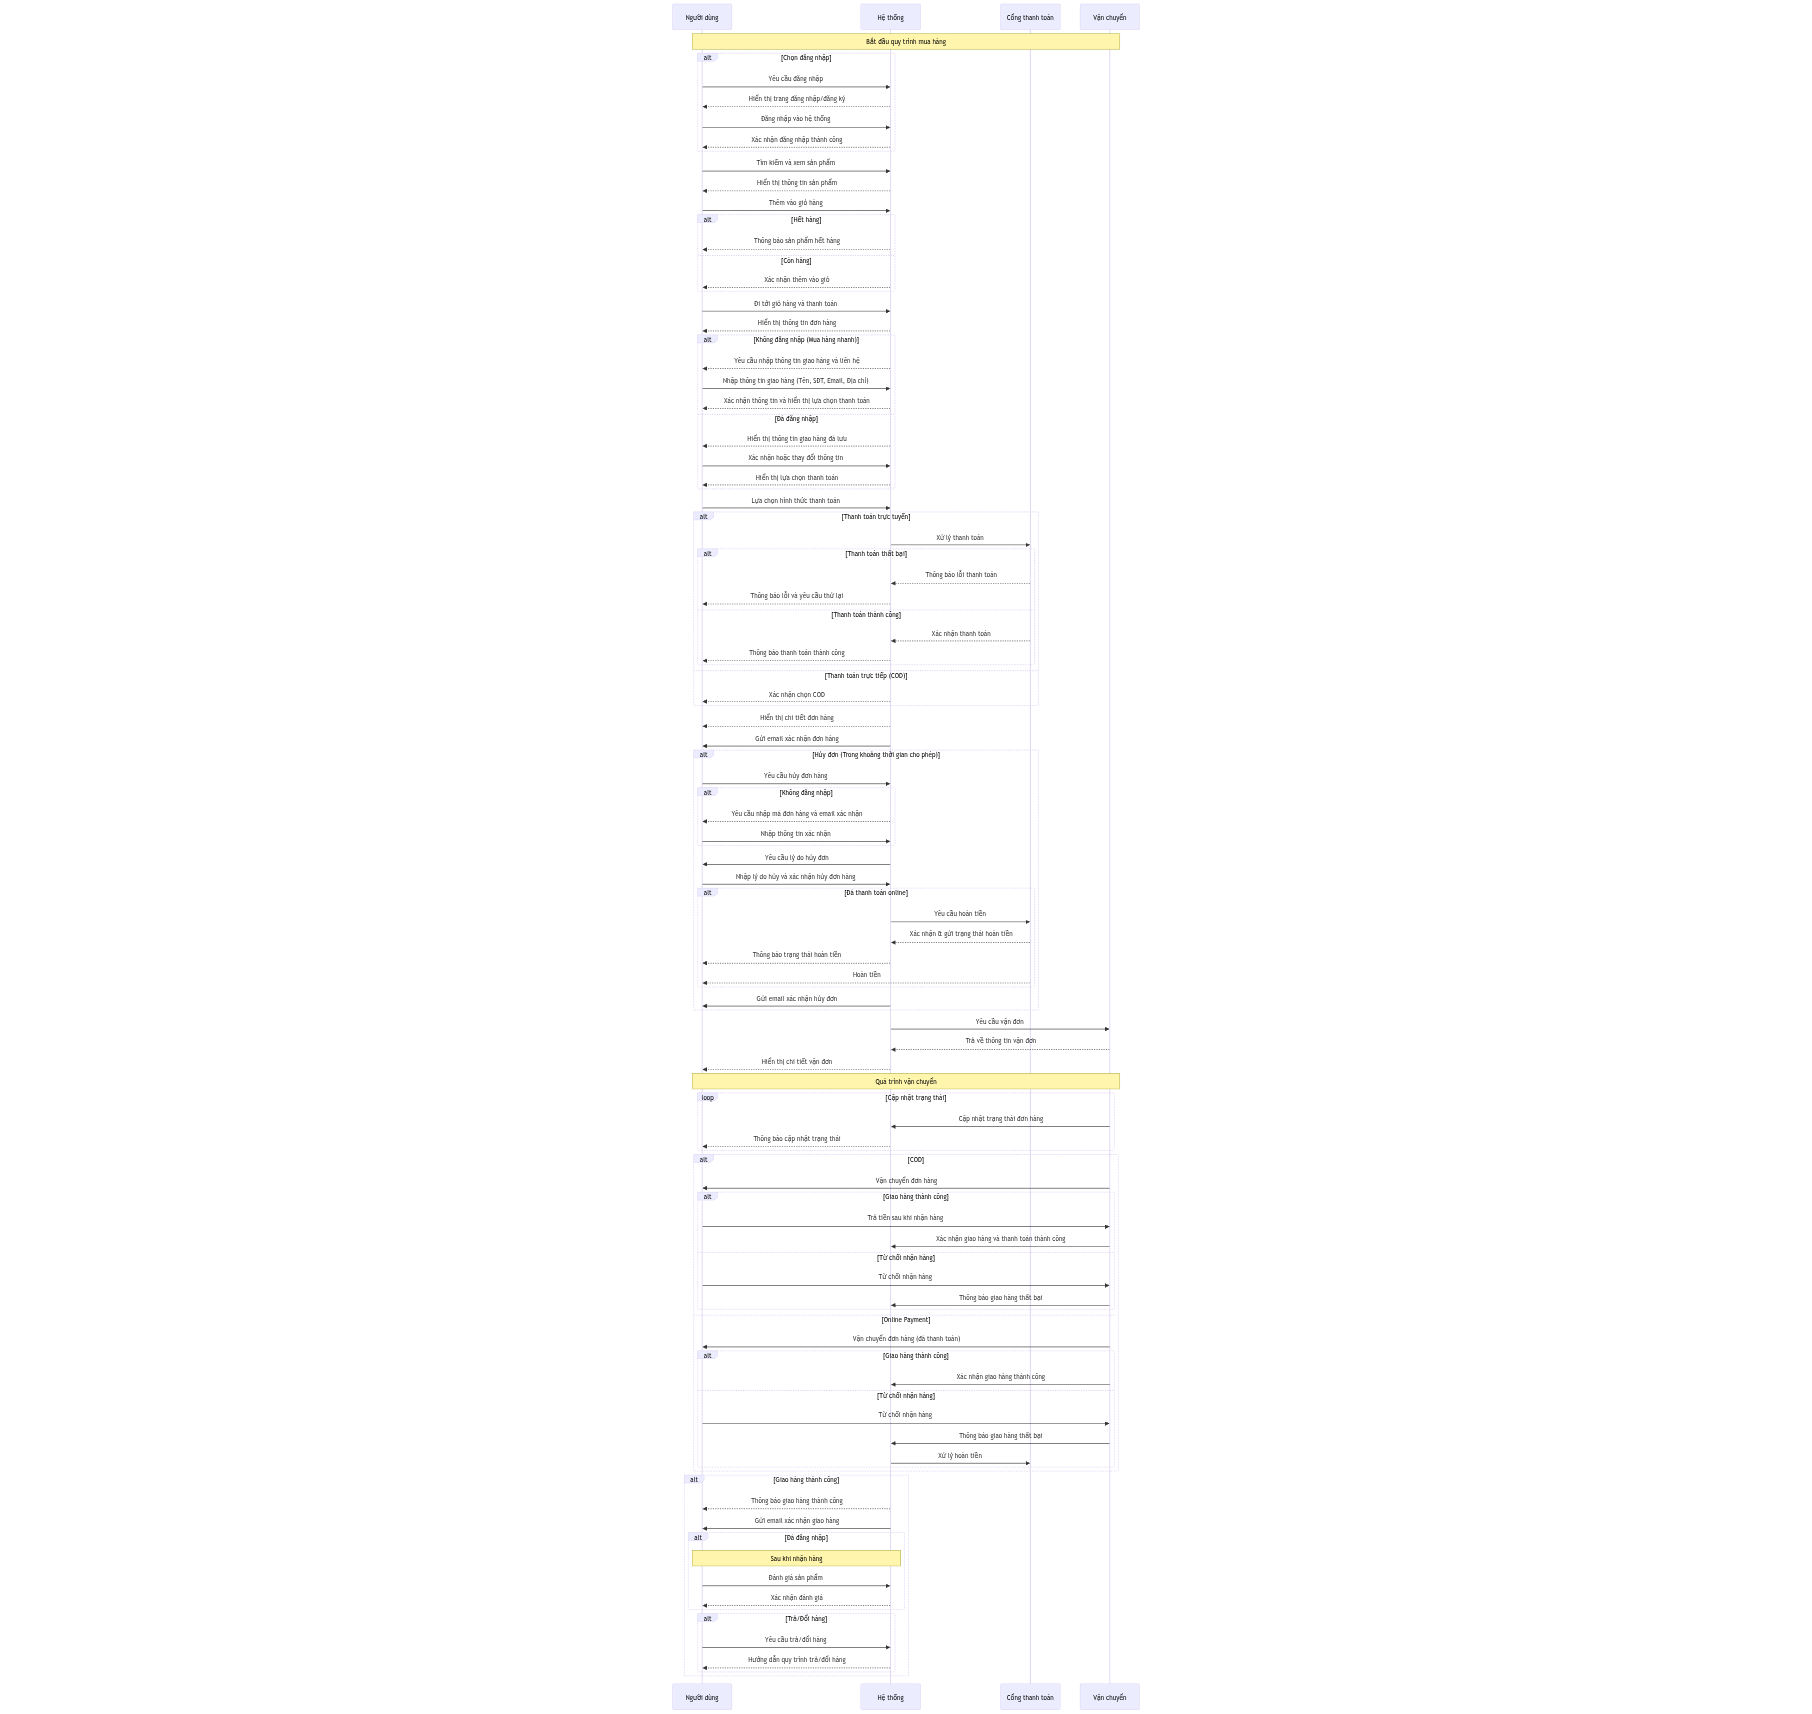 Người dùng
Hệ thống
Cổng thanh toán
Vận chuyển
Bắt đầu quy trình mua hàng
alt
[Chọn đăng nhập]
Yêu cầu đăng nhập
Hiển thị trang đăng nhập/đăng ký
Đăng nhập vào hệ thống
Xác nhận đăng nhập thành công
Tìm kiếm và xem sản phẩm
Hiển thị thông tin sản phẩm
Thêm vào giỏ hàng
alt
[Hết hàng]
Thông báo sản phẩm hết hàng
[Còn hàng]
Xác nhận thêm vào giỏ
Đi tới giỏ hàng và thanh toán
Hiển thị thông tin đơn hàng
alt
[Không đăng nhập (Mua hàng nhanh)]
Yêu cầu nhập thông tin giao hàng và liên hệ
Nhập thông tin giao hàng (Tên, SĐT, Email, Địa chỉ)
Xác nhận thông tin và hiển thị lựa chọn thanh toán
[Đã đăng nhập]
Hiển thị thông tin giao hàng đã lưu
Xác nhận hoặc thay đổi thông tin
Hiển thị lựa chọn thanh toán
Lựa chọn hình thức thanh toán
alt
[Thanh toán trực tuyến]
Xử lý thanh toán
alt
[Thanh toán thất bại]
Thông báo lỗi thanh toán
Thông báo lỗi và yêu cầu thử lại
[Thanh toán thành công]
Xác nhận thanh toán
Thông báo thanh toán thành công
[Thanh toán trực tiếp (COD)]
Xác nhận chọn COD
Hiển thị chi tiết đơn hàng
Gửi email xác nhận đơn hàng
alt
[Hủy đơn (Trong khoảng thời gian cho phép)]
Yêu cầu hủy đơn hàng
alt
[Không đăng nhập]
Yêu cầu nhập mã đơn hàng và email xác nhận
Nhập thông tin xác nhận
Yêu cầu lý do hủy đơn
Nhập lý do hủy và xác nhận hủy đơn hàng
alt
[Đã thanh toán online]
Yêu cầu hoàn tiền
Xác nhận & gửi trạng thái hoàn tiền
Thông báo trạng thái hoàn tiền
Hoàn tiền
Gửi email xác nhận hủy đơn
Yêu cầu vận đơn
Trả về thông tin vận đơn
Hiển thị chi tiết vận đơn
Quá trình vận chuyển
loop
[Cập nhật trạng thái]
Cập nhật trạng thái đơn hàng
Thông báo cập nhật trạng thái
alt
[COD]
Vận chuyển đơn hàng
alt
[Giao hàng thành công]
Trả tiền sau khi nhận hàng
Xác nhận giao hàng và thanh toán thành công
[Từ chối nhận hàng]
Từ chối nhận hàng
Thông báo giao hàng thất bại
[Online Payment]
Vận chuyển đơn hàng (đã thanh toán)
alt
[Giao hàng thành công]
Xác nhận giao hàng thành công
[Từ chối nhận hàng]
Từ chối nhận hàng
Thông báo giao hàng thất bại
Xử lý hoàn tiền
alt
[Giao hàng thành công]
Thông báo giao hàng thành công
Gửi email xác nhận giao hàng
alt
[Đã đăng nhập]
Sau khi nhận hàng
Đánh giá sản phẩm
Xác nhận đánh giá
alt
[Trả/Đổi hàng]
Yêu cầu trả/đổi hàng
Hướng dẫn quy trình trả/đổi hàng
Người dùng
Hệ thống
Cổng thanh toán
Vận chuyển